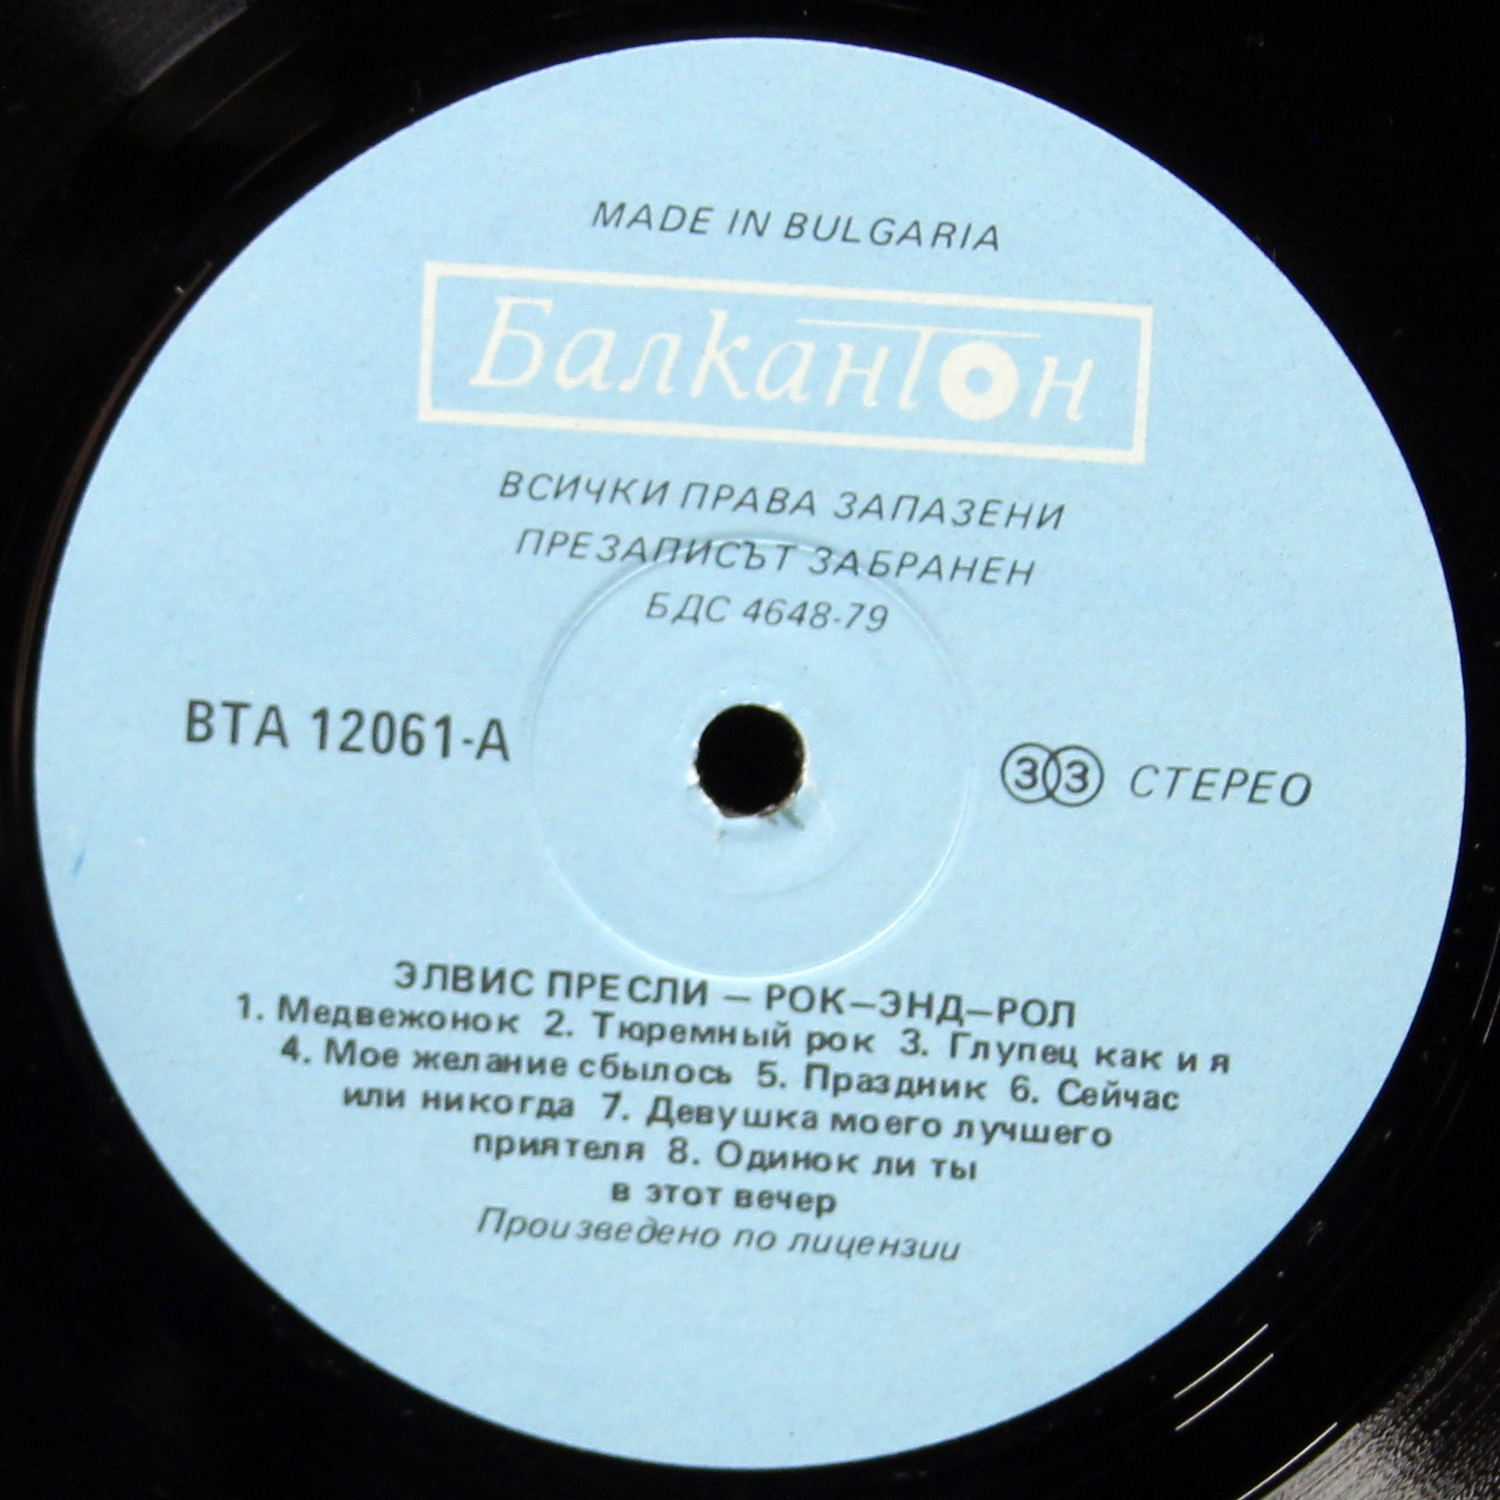 MADE IN BULGARIA
Балкантон
ВСИЧКИ ПРАВА ЗАПАЗЕНИ
ПРЕЗАПИСЪТ ЗАБРАНЕН
БДС 4648-79
ВТА 12061-А
33 СТЕРЕО
ЭЛВИС ПРЕСЛИ – РОК–ЭНД–РОЛ
1. Медвежонок 2. Тюремный рок 3. Глупец как и я
4. Мое желание сбылось 5. Праздник 6. Сейчас
или никогда 7. Девушка моего лучшего
приятеля 8. Одинок ли ты
в этот вечер
Произведено по лицензии